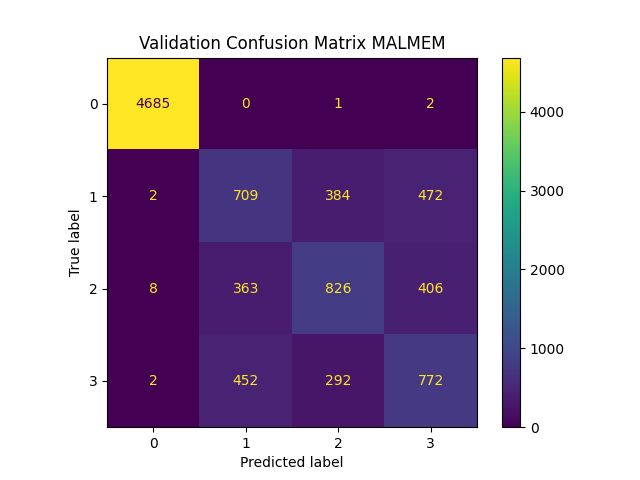 Validation Confusion Matrix MALMEM
0 4685 0 1 2
1 2 709 384 472
2 8 363 826 406
3 2 452 292 772
0 1 2 3
Predicted label
True label
4000
3000
2000
1000
0